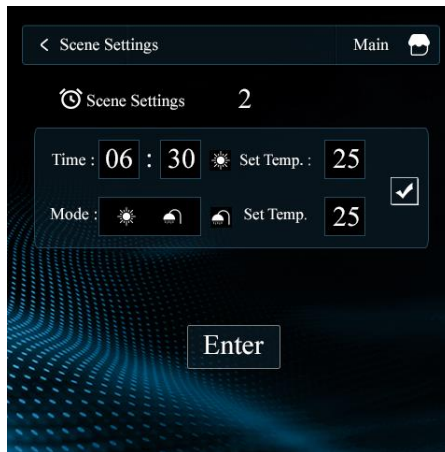 < Scene Settings Main
Scene Settings 2
Time : 06 : 30 Set Temp. : 25
Mode : Set Temp. 25
Enter